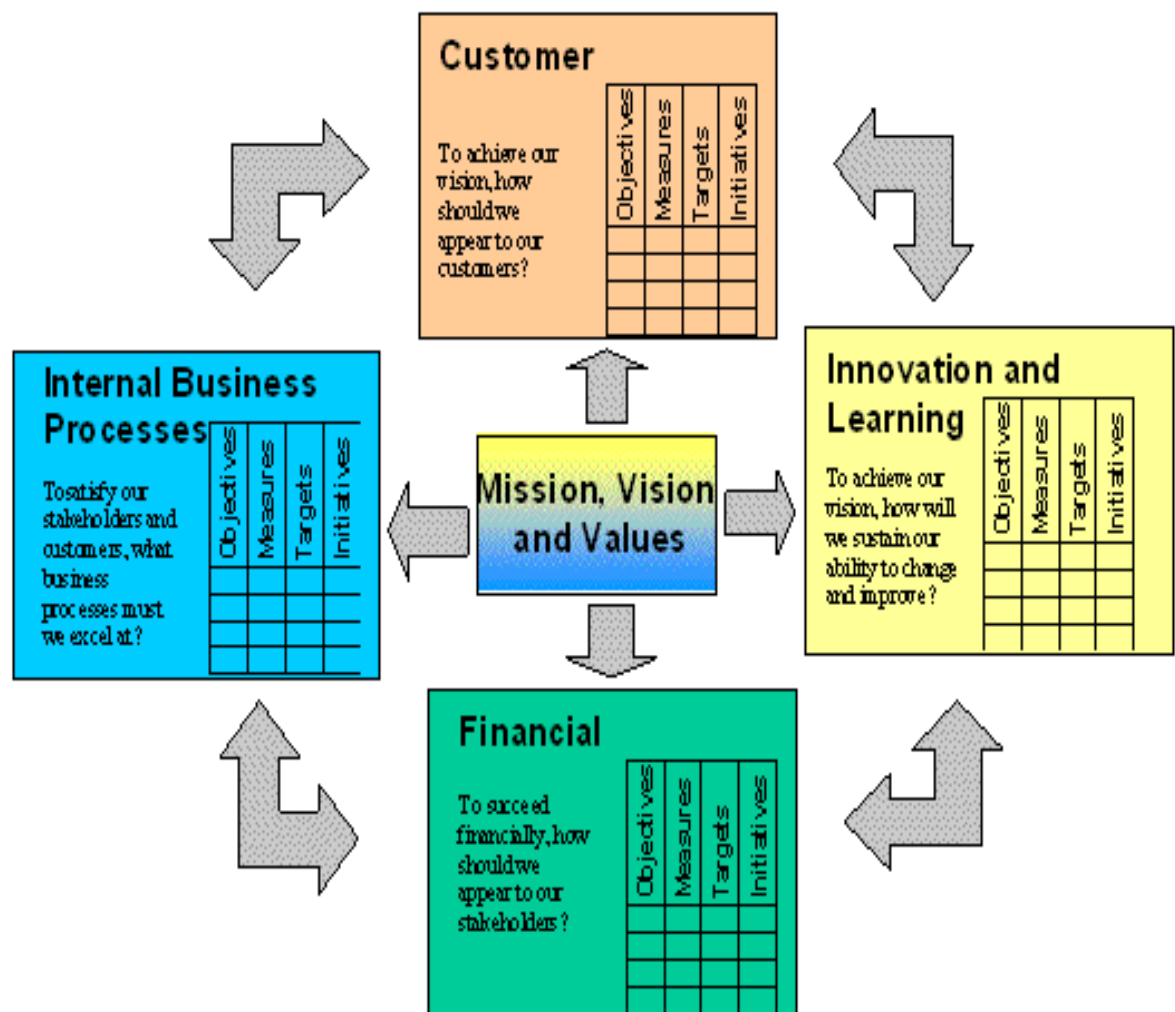 Customer
To achieve our
vision, how
should we
appear to our
customers?
Objectives
Measures
Targets
Initiatives
Internal Business
Processes
To satisfy our
stakeholders and
customers, what
business
processes must
we excel at?
Objectives
Measures
Targets
Initiatives
Mission, Vision
and Values
Innovation and
Learning
To achieve our
vision, how will
we sustain our
ability to change
and improve?
Objectives
Measures
Targets
Initiatives
Financial
To succeed
financially, how
should we
appear to our
stakeholders?
Objectives
Measures
Targets
Initiatives